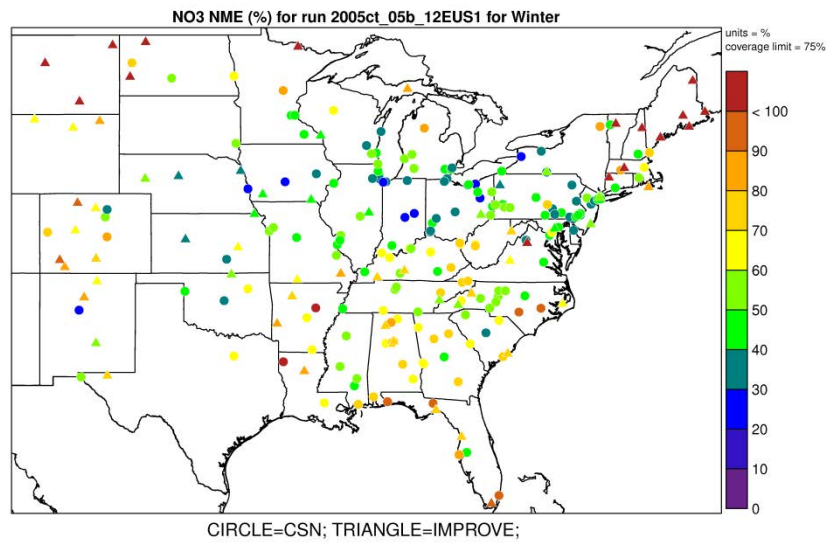 NO3 NME (%) for run 2005ct_05b_12EUS1 for Winter
units = %
coverage limit = 75%
< 100
90
80
70
60
50
40
30
20
10
0
CIRCLE=CSN; TRIANGLE=IMPROVE;